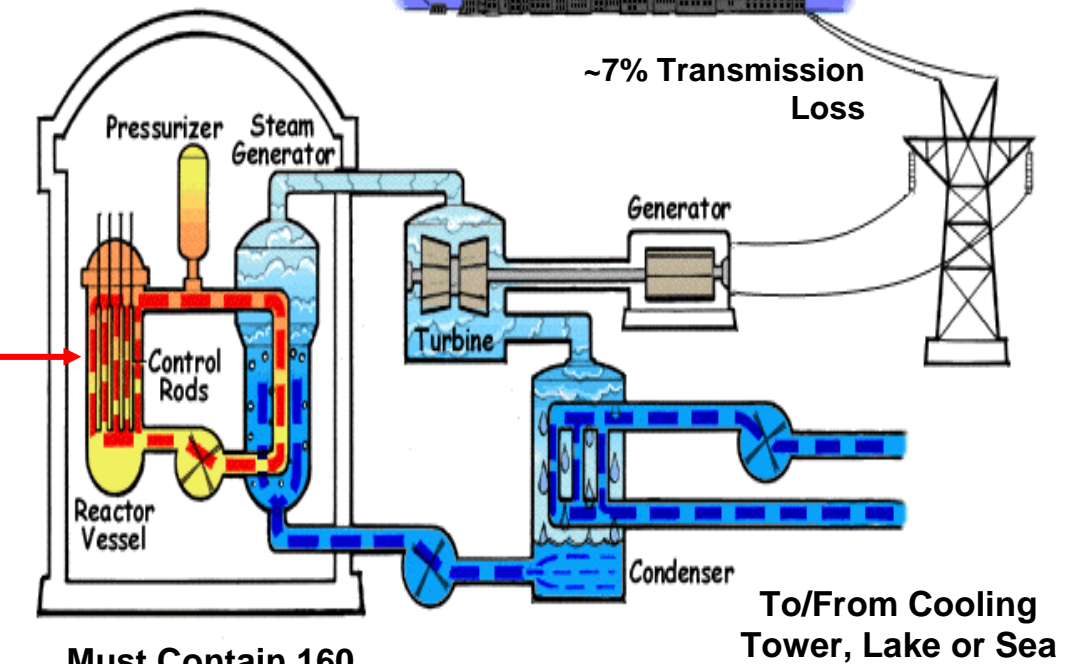 ~7% Transmission
Loss
Pressurizer
Steam
Generator
Generator
Turbine
Control
Rods
Reactor
Vessel
Condenser
To/From Cooling
Tower, Lake or Sea
Must Contain 160